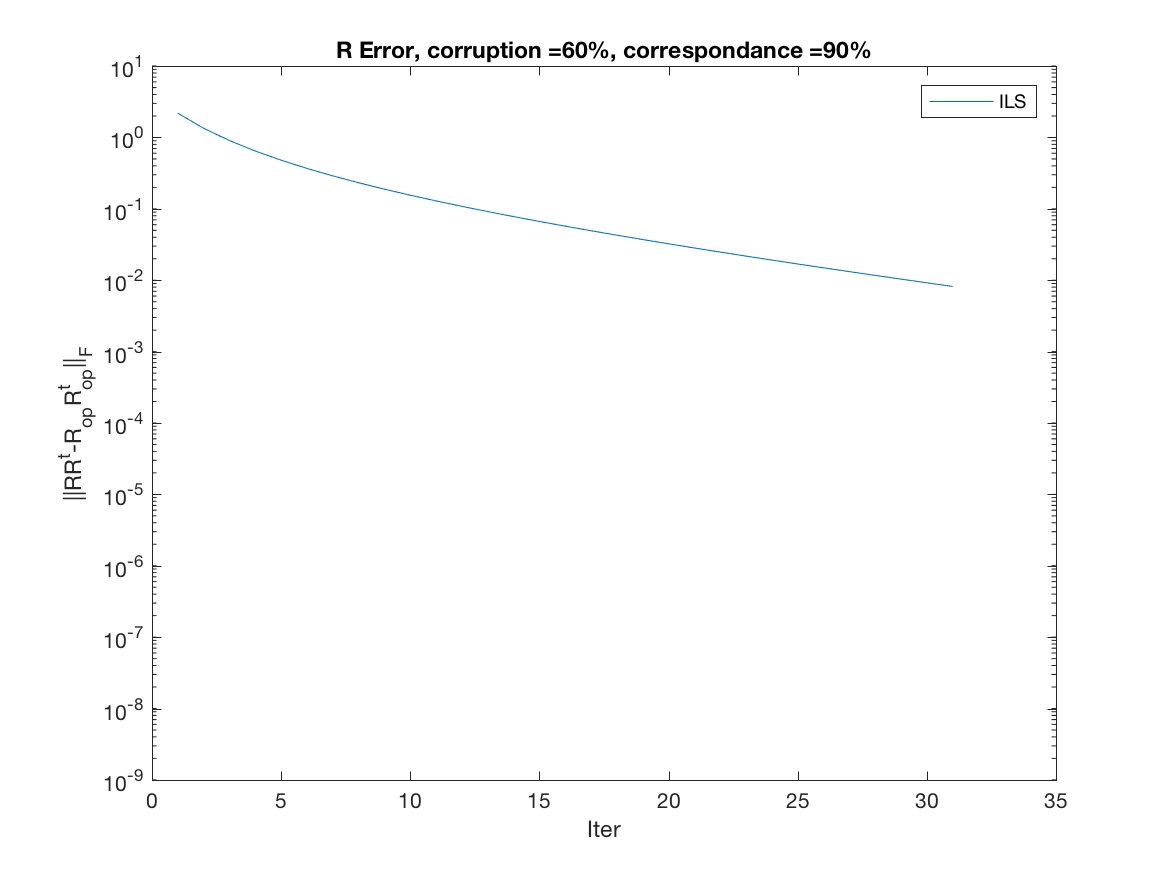 R Error, corruption =60%, correspondance =90%
ILS
10^1
10^0
10^-1
10^-2
10^-3
10^-4
10^-5
10^-6
10^-7
10^-8
10^-9
||RR^t-R_op R_op^t||_F
0 5 10 15 20 25 30 35
Iter